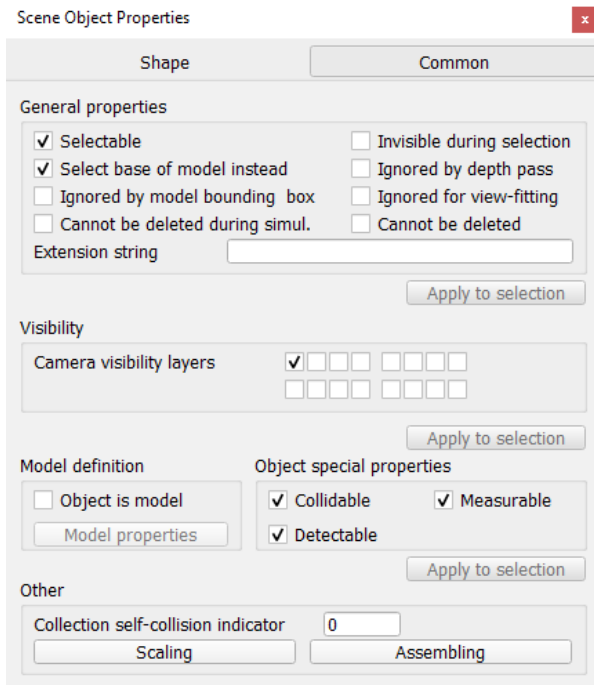 Scene Object Properties
x
Shape Common
General properties
Selectable Invisible during selection
Select base of model instead Ignored by depth pass
Ignored by model bounding box Ignored for view-fitting
Cannot be deleted during simul. Cannot be deleted
Extension string
Apply to selection
Visibility
Camera visibility layers
Apply to selection
Model definition Object special properties
Object is model Collidable Measurable
Model properties Detectable
Apply to selection
Other
Collection self-collision indicator 0
Scaling Assembling